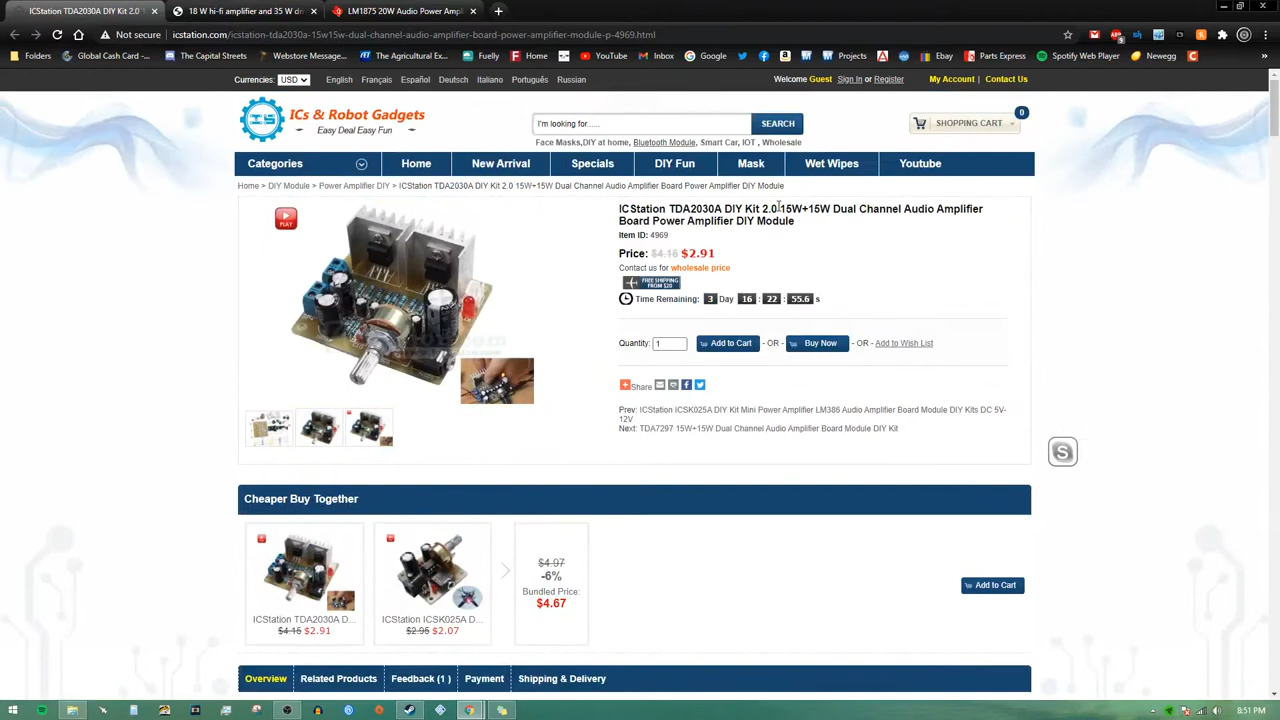 ICStation TDA2030A DIY Kit 2.0 1
18 W hi-fi amplifier and 35 W dr
LM1875 20W Audio Power Ampl
Not secure
icstation.com/icstation-tda2030a-15w15w-dual-channel-audio-amplifier-board-power-amplifier-module-p-4969.html
Folders
Global Cash Card -...
The Capital Streets
Webstore Manager -...
The Agricultural Ex...
Fuelly
Home
Parts Messenger...
YouTube
Inbox
Google
Projects
Ebay
Parts Express
Spotify Web Player
Newegg
Currencies: USD
English
Français
Español
Deutsch
Italiano
Português
Russian
Welcome Guest Sign In or Register
My Account | Contact Us
ICs & Robot Gadgets
Easy Deal Easy Fun
I'm looking for.....
SEARCH
Face Masks,DIY at home, Bluetooth Module, Smart Car, IOT , Wholesale
SHOPPING CART
0
Categories
Home
New Arrival
Specials
DIY Fun
Mask
Wet Wipes
Youtube
Home > DIY Module > Power Amplifier DIY > ICStation TDA2030A DIY Kit 2.0 15W+15W Dual Channel Audio Amplifier Board Power Amplifier DIY Module
PLAY
ICStation TDA2030A DIY Kit 2.0 15W+15W Dual Channel Audio Amplifier
Board Power Amplifier DIY Module
Item ID: 4969
Price: $4.15 $2.91
Contact us for wholesale price
FREE SHIPPING
FROM $20
Time Remaining: 3 Day 16 : 22 : 55.6 s
Quantity: 1
Add to Cart
- OR -
Buy Now
- OR - Add to Wish List
Share
Prev: ICStation ICSK025A DIY Kit Mini Power Amplifier LM386 Audio Amplifier Board Module DIY Kits DC 5V-
12V
Next: TDA7297 15W+15W Dual Channel Audio Amplifier Board Module DIY Kit
Cheaper Buy Together
ICStation TDA2030A D...
$4.15 $2.91
ICStation ICSK025A D...
$2.95 $2.07
$4.97
-6%
Bundled Price:
$4.67
Add to Cart
Overview
Related Products
Feedback (1 )
Payment
Shipping & Delivery
8:51 PM